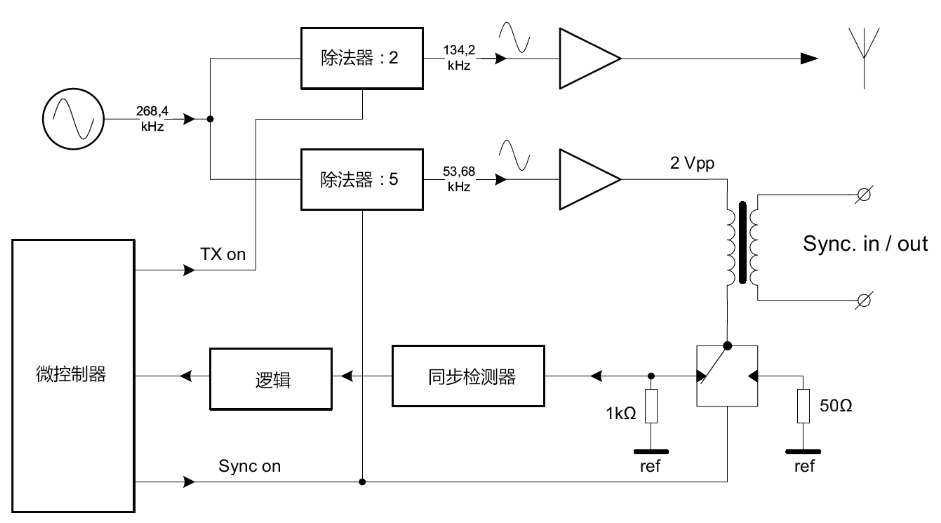 除法器 : 2
134,2
kHz
268,4
kHz
除法器 : 5
53,68
kHz
2 Vpp
TX on
Sync. in / out
微控制器
逻辑
同步检测器
1kΩ
50Ω
Sync on
ref
ref